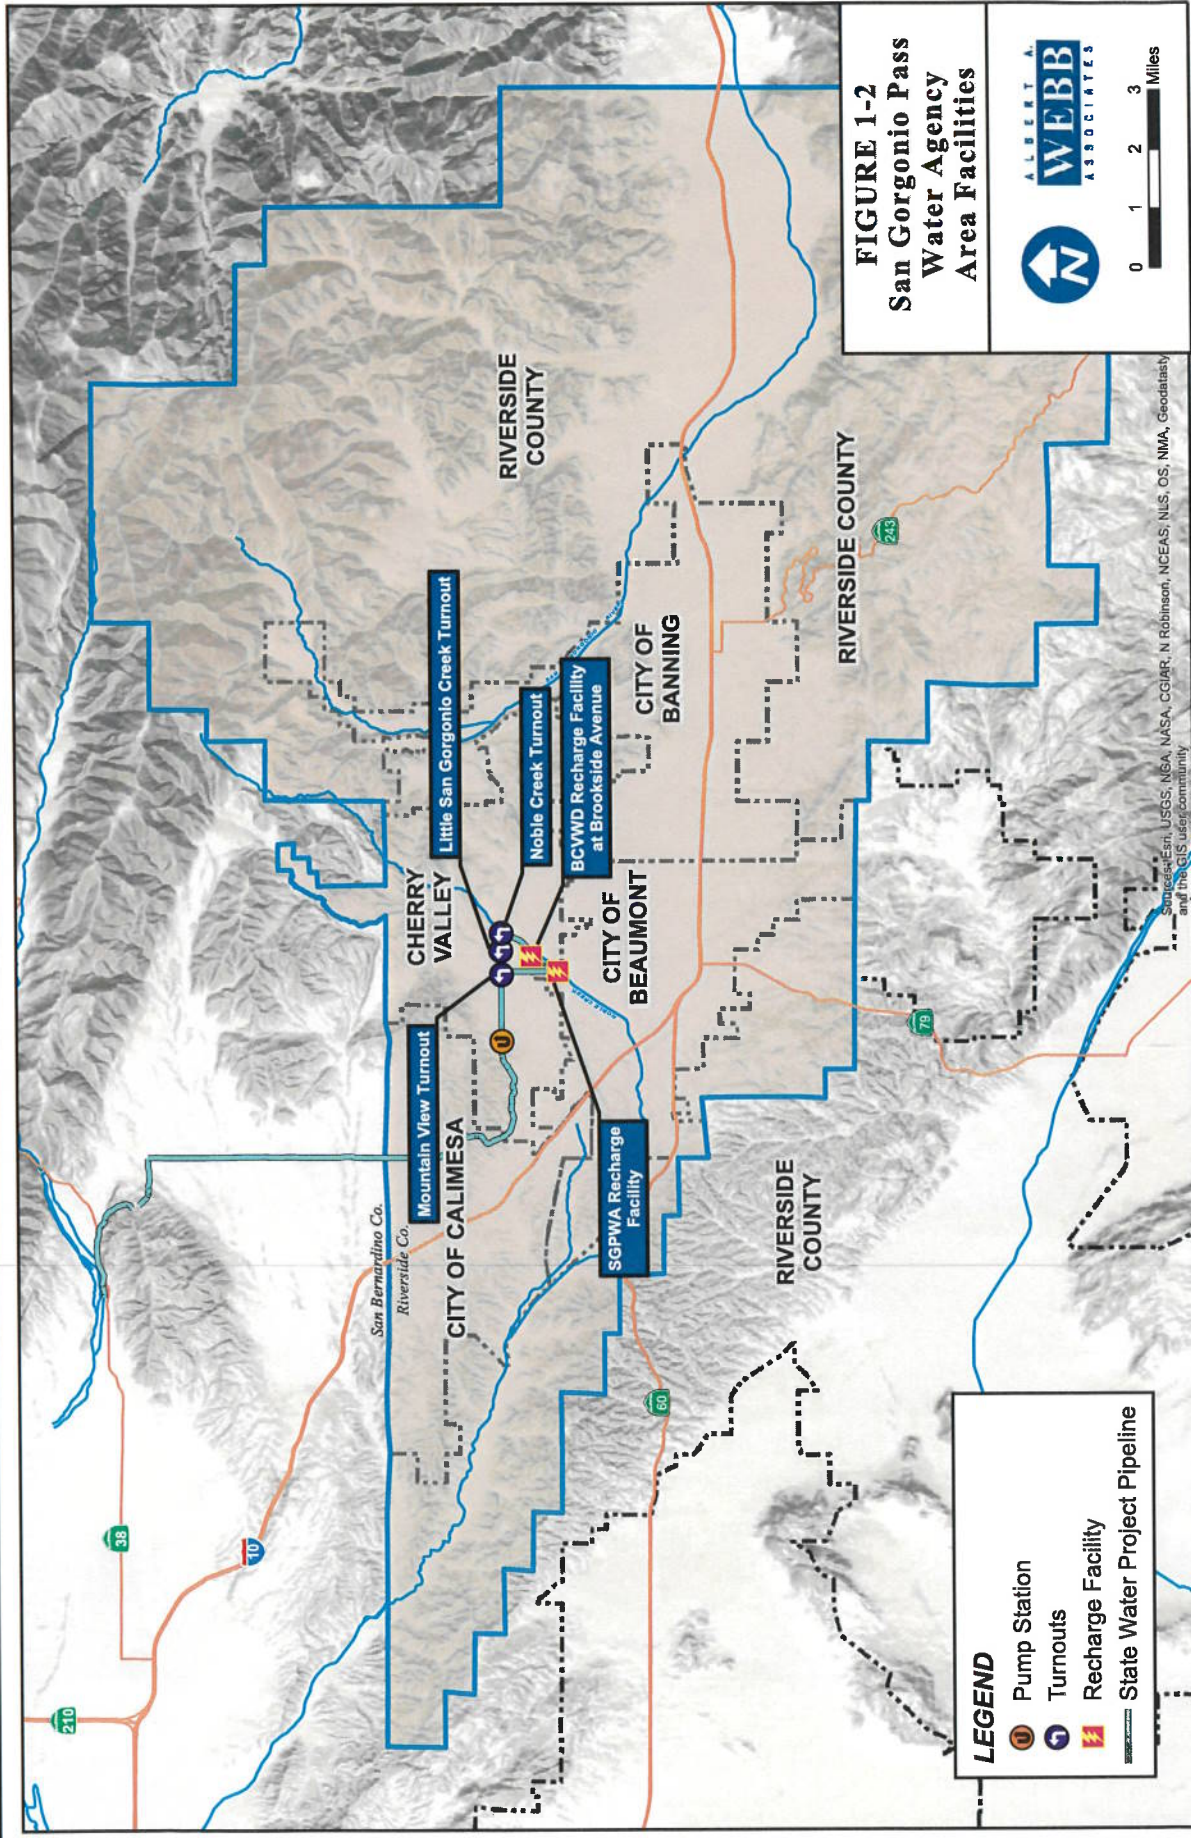 FIGURE 1-2
San Gorgonio Pass
Water Agency
Area Facilities
ALBERT A.
WEBB
ASSOCIATES
N
0 1 2 3
Miles
210
38
10
San Bernardino Co.
Riverside Co.
CITY OF CALIMESA
Mountain View Turnout
CHERRY
VALLEY
Little San Gorgonio Creek Turnout
Noble Creek Turnout
BCVWD Recharge Facility
at Brookside Avenue
SGPWA Recharge
Facility
CITY OF
BEAUMONT
NOBLE CREEK
CITY OF
BANNING
RIVERSIDE
COUNTY
RIVERSIDE COUNTY
RIVERSIDE
COUNTY
60
79
243
LEGEND
Pump Station
Turnouts
Recharge Facility
State Water Project Pipeline
Sources: Esri, USGS, NGA, NASA, CGIAR, N Robinson, NCEAS, NLS, OS, NMA, Geodatasty
and the GIS user community